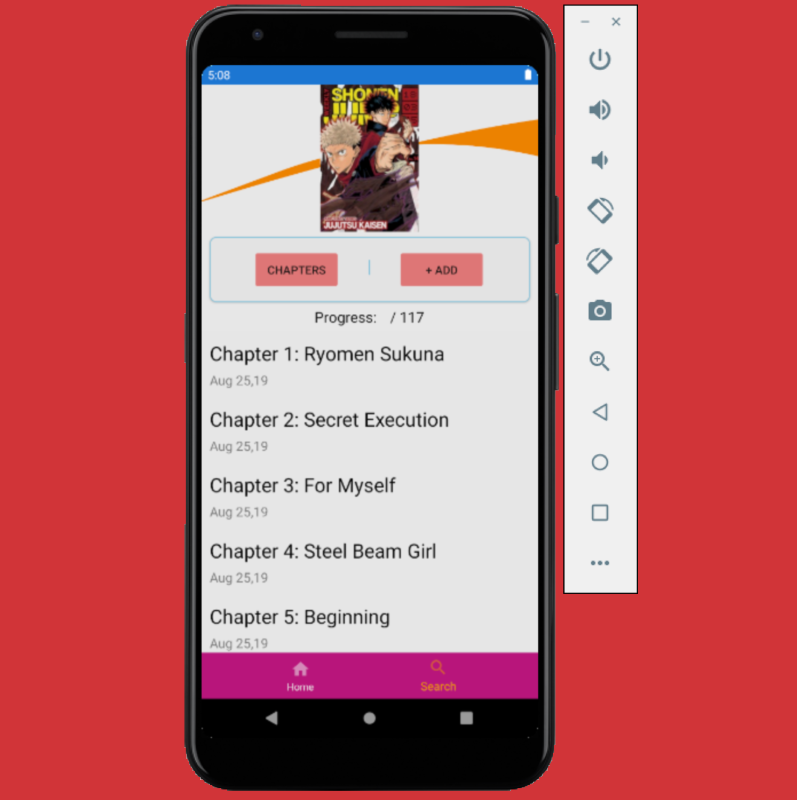 5:08
SHONEN
JUJUTSU KAISEN
CHAPTERS | + ADD
Progress: / 117
Chapter 1: Ryomen Sukuna
Aug 25,19
Chapter 2: Secret Execution
Aug 25,19
Chapter 3: For Myself
Aug 25,19
Chapter 4: Steel Beam Girl
Aug 25,19
Chapter 5: Beginning
Aug 25,19
Home
Search